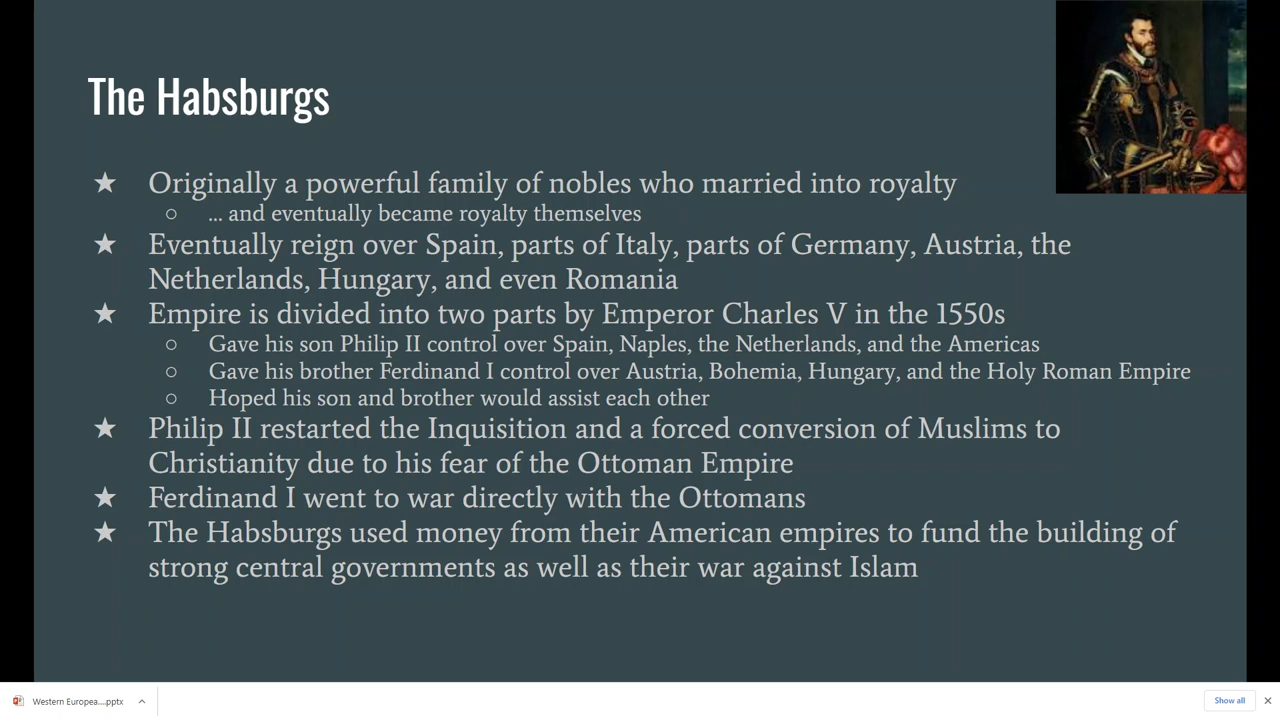 The Habsburgs
★ Originally a powerful family of nobles who married into royalty
○ ... and eventually became royalty themselves
★ Eventually reign over Spain, parts of Italy, parts of Germany, Austria, the
Netherlands, Hungary, and even Romania
★ Empire is divided into two parts by Emperor Charles V in the 1550s
○ Gave his son Philip II control over Spain, Naples, the Netherlands, and the Americas
○ Gave his brother Ferdinand I control over Austria, Bohemia, Hungary, and the Holy Roman Empire
○ Hoped his son and brother would assist each other
★ Philip II restarted the Inquisition and a forced conversion of Muslims to
Christianity due to his fear of the Ottoman Empire
★ Ferdinand I went to war directly with the Ottomans
★ The Habsburgs used money from their American empires to fund the building of
strong central governments as well as their war against Islam
Western Europea....pptx
Show all